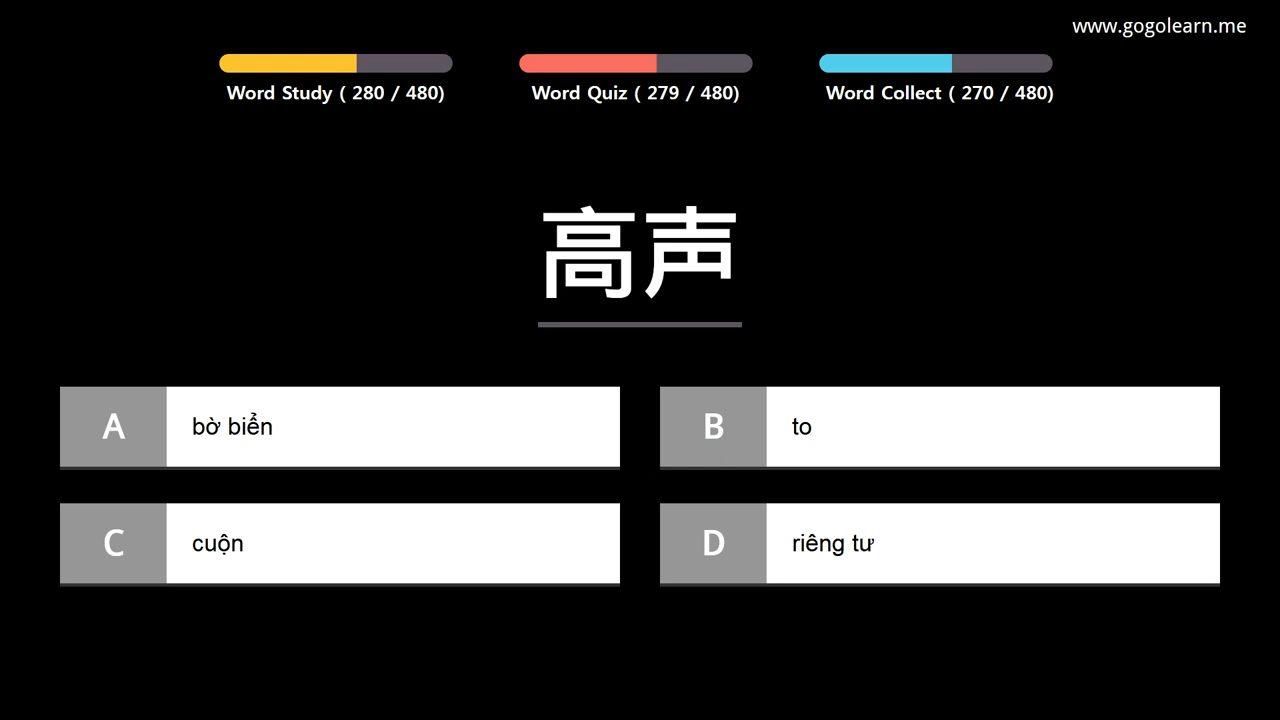 www.gogolearn.me
Word Study ( 280 / 480)
Word Quiz ( 279 / 480)
Word Collect ( 270 / 480)
高声
A bờ biển
B to
C cuộn
D riêng tư